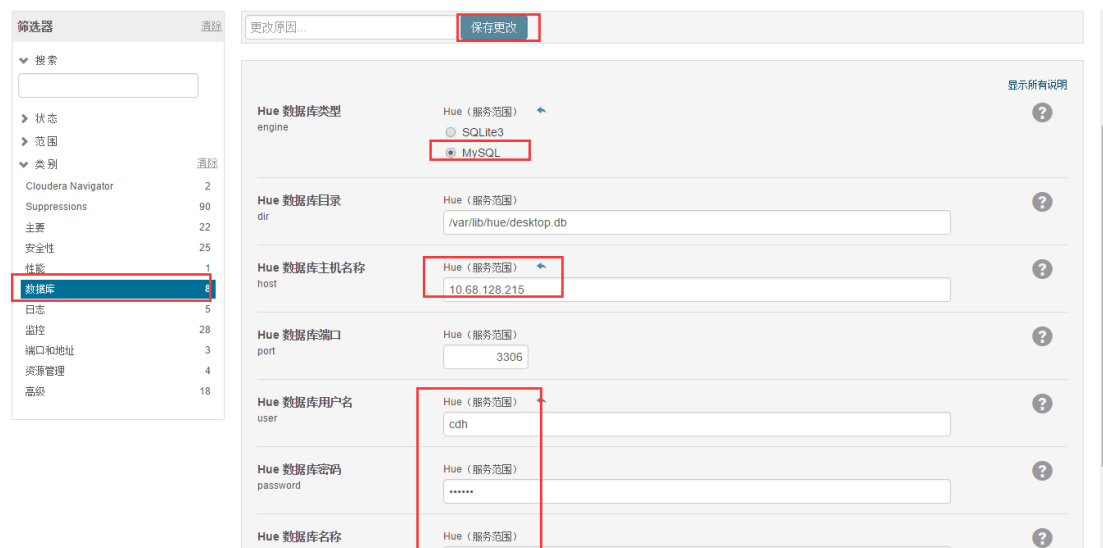 筛选器 清除
搜索
状态
范围
类别 清除
Cloudera Navigator 2
Suppressions 90
主要 22
安全性 25
性能 1
数据库 8
日志 5
监控 28
端口和地址 3
资源管理 4
高级 18
更改原因... 保存更改
显示所有说明
Hue 数据库类型 Hue（服务范围）
engine
SQLite3
MySQL
Hue 数据库目录 Hue（服务范围）
dir /var/lib/hue/desktop.db
Hue 数据库主机名称 Hue（服务范围）
host 10.68.128.215
Hue 数据库端口 Hue（服务范围）
port 3306
Hue 数据库用户名 Hue（服务范围）
user cdh
Hue 数据库密码 Hue（服务范围）
password ••••••
Hue 数据库名称 Hue（服务范围）